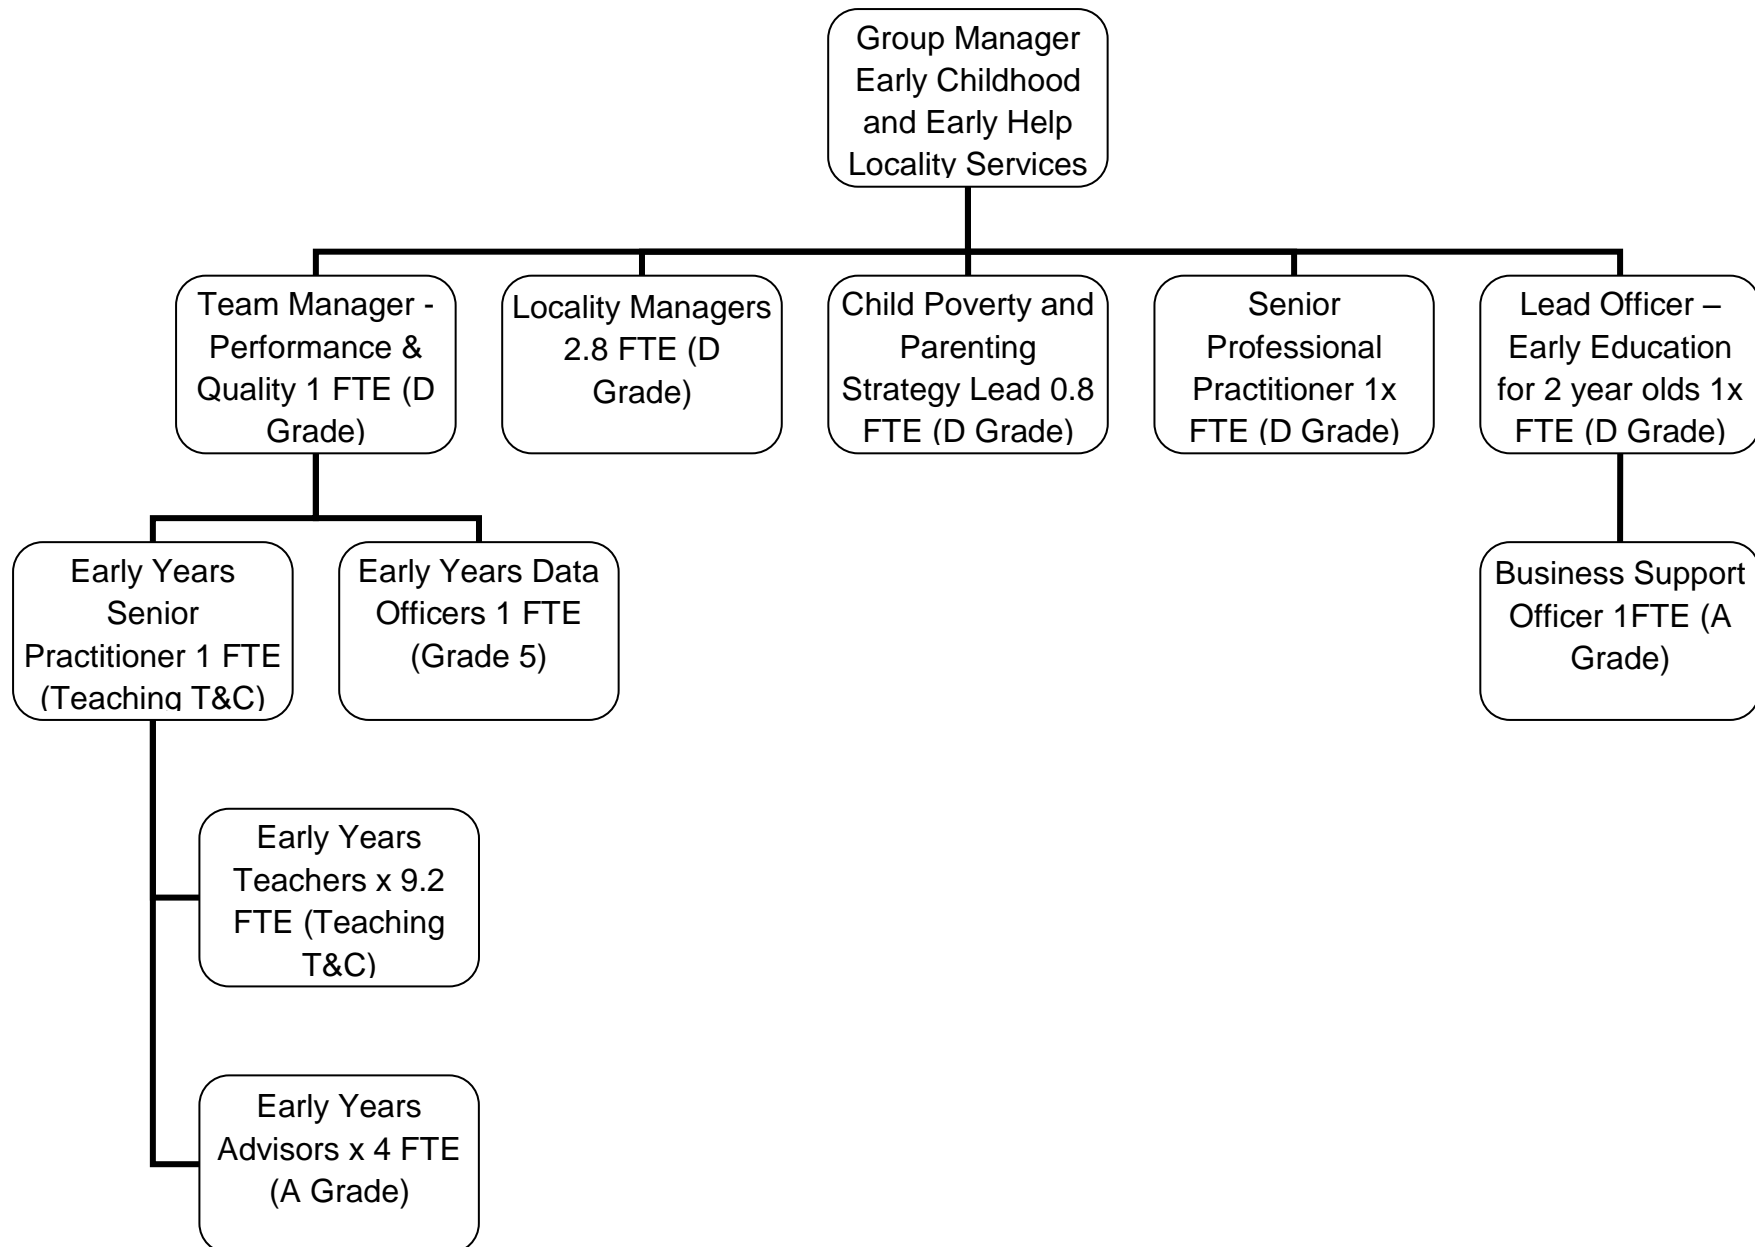 Group Manager
Early Childhood
and Early Help
Locality Services
Team Manager -
Performance &
Quality 1 FTE (D
Grade)
Locality Managers
2.8 FTE (D
Grade)
Child Poverty and
Parenting
Strategy Lead 0.8
FTE (D Grade)
Senior
Professional
Practitioner 1x
FTE (D Grade)
Lead Officer –
Early Education
for 2 year olds 1x
FTE (D Grade)
Early Years
Senior
Practitioner 1 FTE
(Teaching T&C)
Early Years Data
Officers 1 FTE
(Grade 5)
Business Support
Officer 1FTE (A
Grade)
Early Years
Teachers x 9.2
FTE (Teaching
T&C)
Early Years
Advisors x 4 FTE
(A Grade)